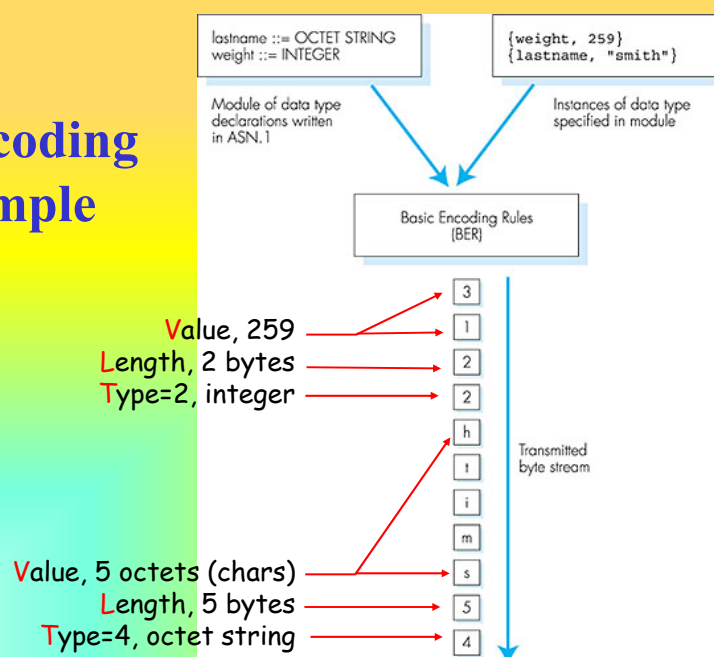 coding
mple
lastname ::= OCTET STRING
weight ::= INTEGER
{weight, 259}
{lastname, "smith"}
Module of data type
declarations written
in ASN.1
Instances of data type
specified in module
Basic Encoding Rules
(BER)
3
Value, 259
1
Length, 2 bytes
2
Type=2, integer
2
h
t
Transmitted
byte stream
i
m
Value, 5 octets (chars)
s
Length, 5 bytes
5
Type=4, octet string
4